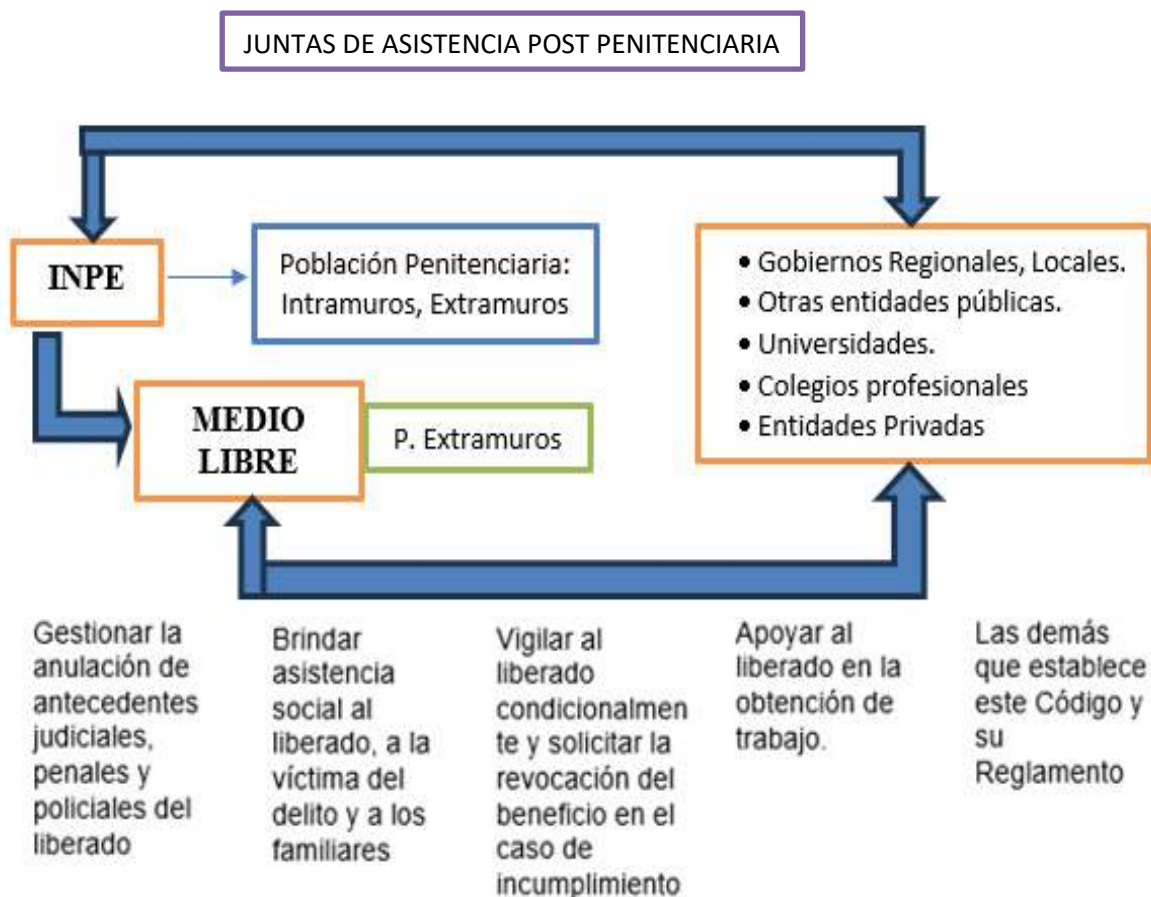 JUNTAS DE ASISTENCIA POST PENITENCIARIA
INPE
Población Penitenciaria:
Intramuros, Extramuros
• Gobiernos Regionales, Locales.
• Otras entidades públicas.
• Universidades.
• Colegios profesionales
• Entidades Privadas
MEDIO
LIBRE
P. Extramuros
Gestionar la
anulación de
antecedentes
judiciales,
penales y
policiales del
liberado
Brindar
asistencia
social al
liberado, a la
víctima del
delito y a los
familiares
Vigilar al
liberado
condicionalmen
te y solicitar la
revocación del
beneficio en el
caso de
incumplimiento
Apoyar al
liberado en la
obtención de
trabajo.
Las demás
que establece
este Código y
su
Reglamento